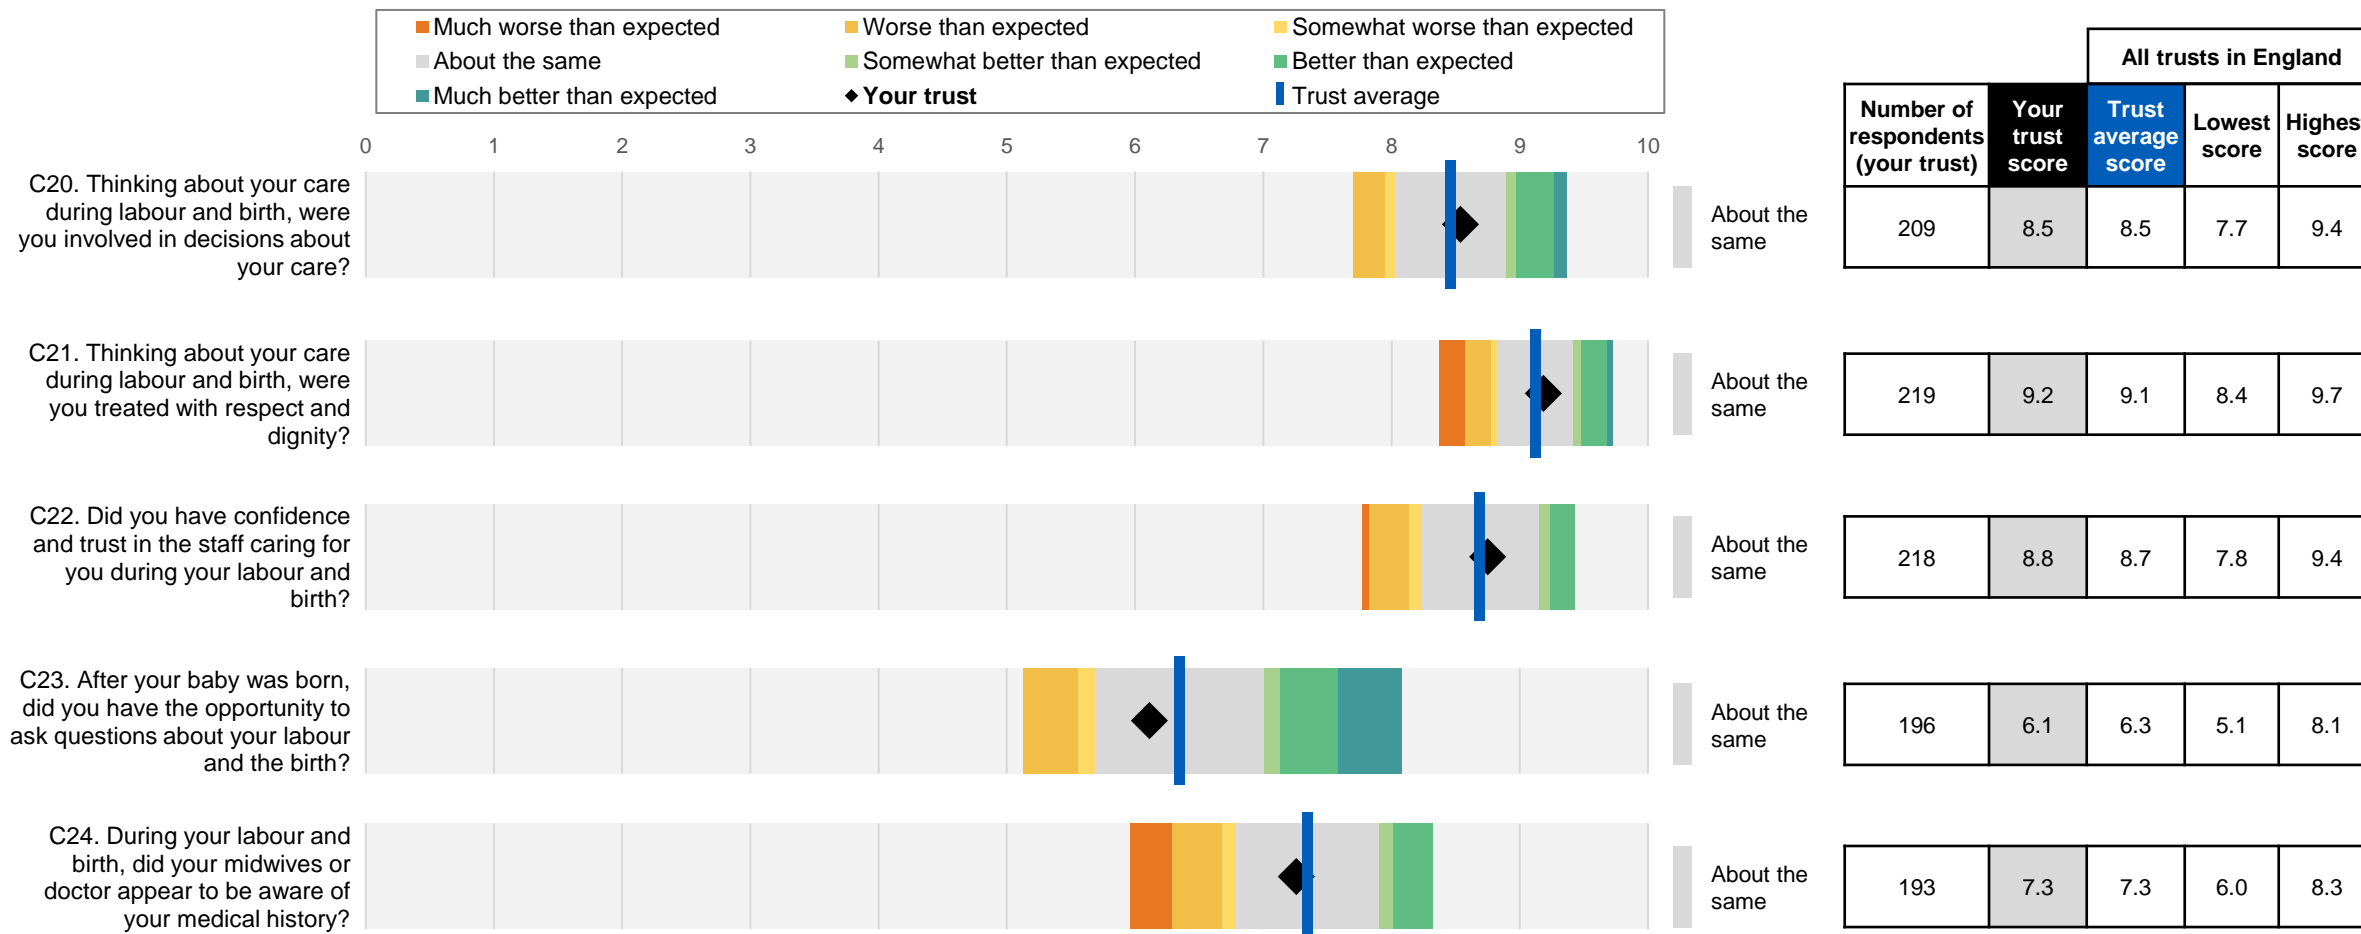 Much worse than expected
Worse than expected
Somewhat worse than expected
About the same
Somewhat better than expected
Better than expected
Much better than expected
Your trust
Trust average
All trusts in England
Number of
respondents
(your trust)
Your
trust
score
Trust
average
score
Lowest
score
Highes
score
0 1 2 3 4 5 6 7 8 9 10
C20. Thinking about your care
during labour and birth, were
you involved in decisions about
your care?
About the
same
209 8.5 8.5 7.7 9.4
C21. Thinking about your care
during labour and birth, were
you treated with respect and
dignity?
About the
same
219 9.2 9.1 8.4 9.7
C22. Did you have confidence
and trust in the staff caring for
you during your labour and
birth?
About the
same
218 8.8 8.7 7.8 9.4
C23. After your baby was born,
did you have the opportunity to
ask questions about your labour
and the birth?
About the
same
196 6.1 6.3 5.1 8.1
C24. During your labour and
birth, did your midwives or
doctor appear to be aware of
your medical history?
About the
same
193 7.3 7.3 6.0 8.3